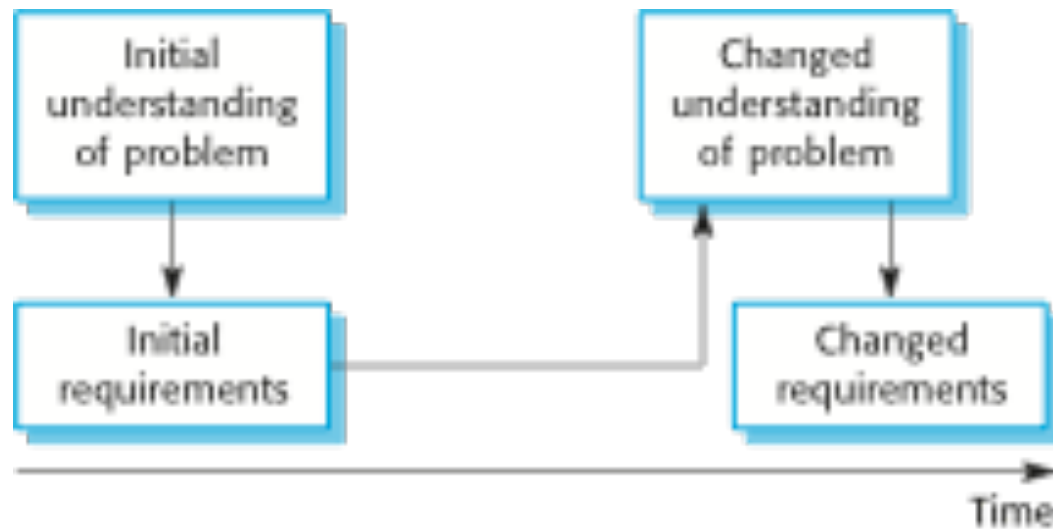 Initial
understanding
of problem
Changed
understanding
of problem
Initial
requirements
Changed
requirements
Time